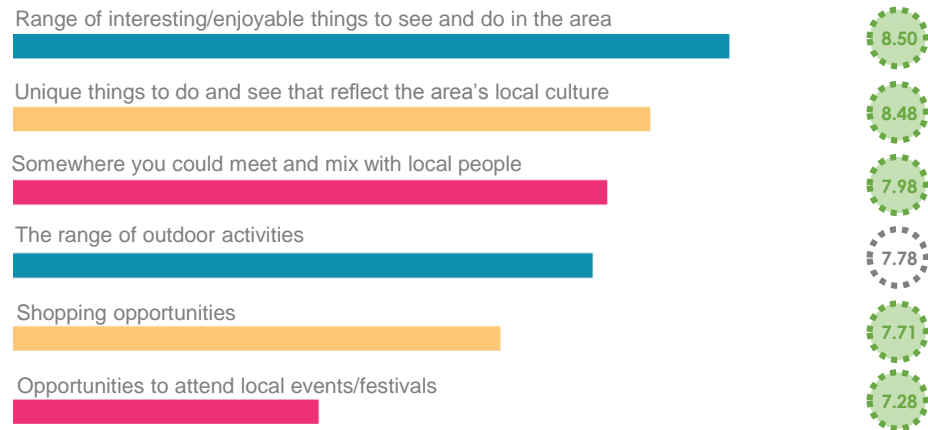 Range of interesting/enjoyable things to see and do in the area
8.50
Unique things to do and see that reflect the area's local culture
8.48
Somewhere you could meet and mix with local people
7.98
The range of outdoor activities
7.78
Shopping opportunities
7.71
Opportunities to attend local events/festivals
7.28